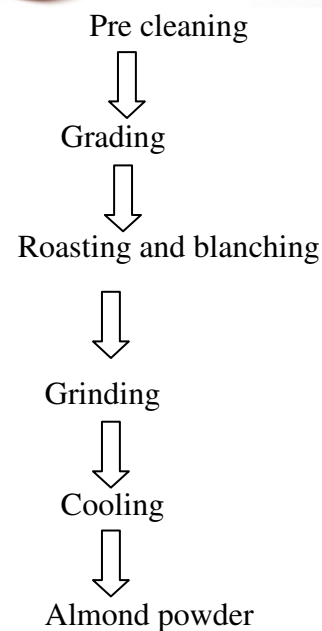 Pre cleaning
Grading
Roasting and blanching
Grinding
Cooling
Almond powder